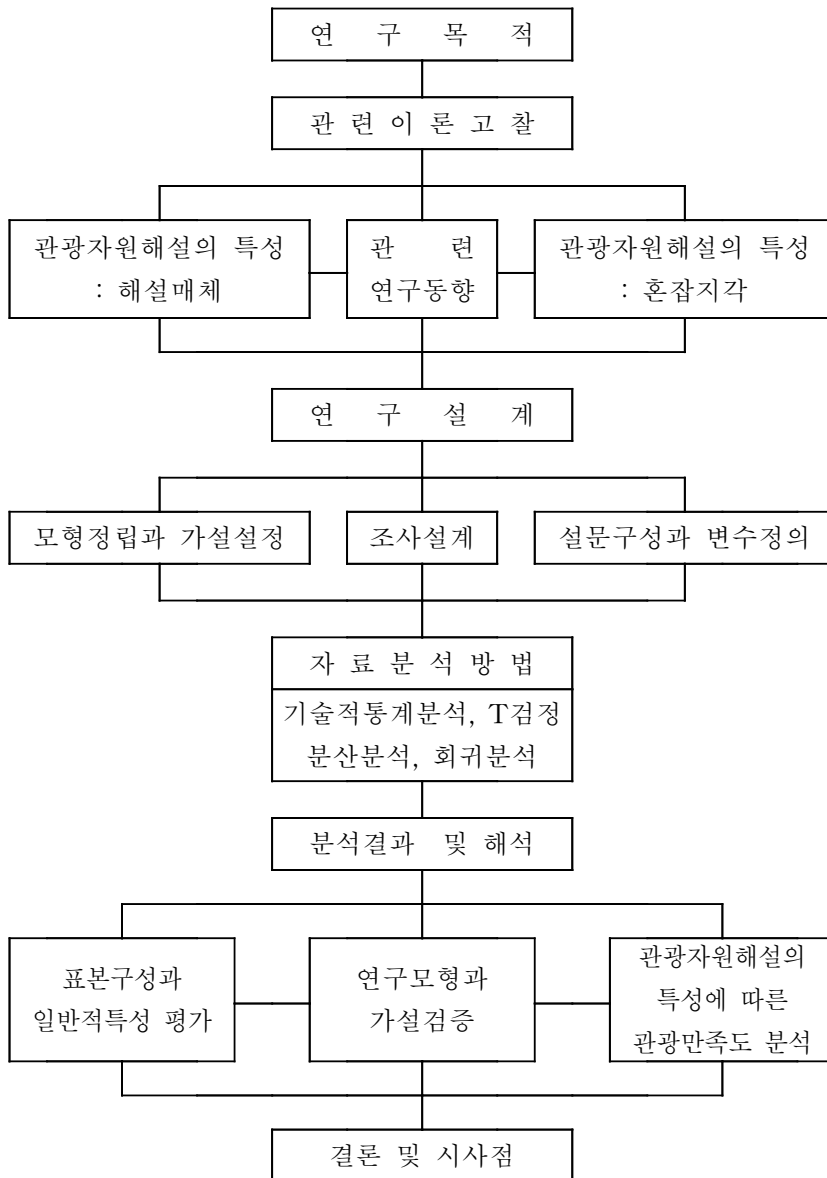 연 구 목 적
관 련 이 론 고 찰
관광자원해설의 특성
: 해설매체
관 련
연구동향
관광자원해설의 특성
: 혼잡지각
연 구 설 계
모형정립과 가설설정
조사설계
설문구성과 변수정의
자 료 분 석 방 법
기술적통계분석, T검정
분산분석, 회귀분석
분석결과 및 해석
표본구성과
일반적특성 평가
연구모형과
가설검증
관광자원해설의
특성에 따른
관광만족도 분석
결론 및 시사점